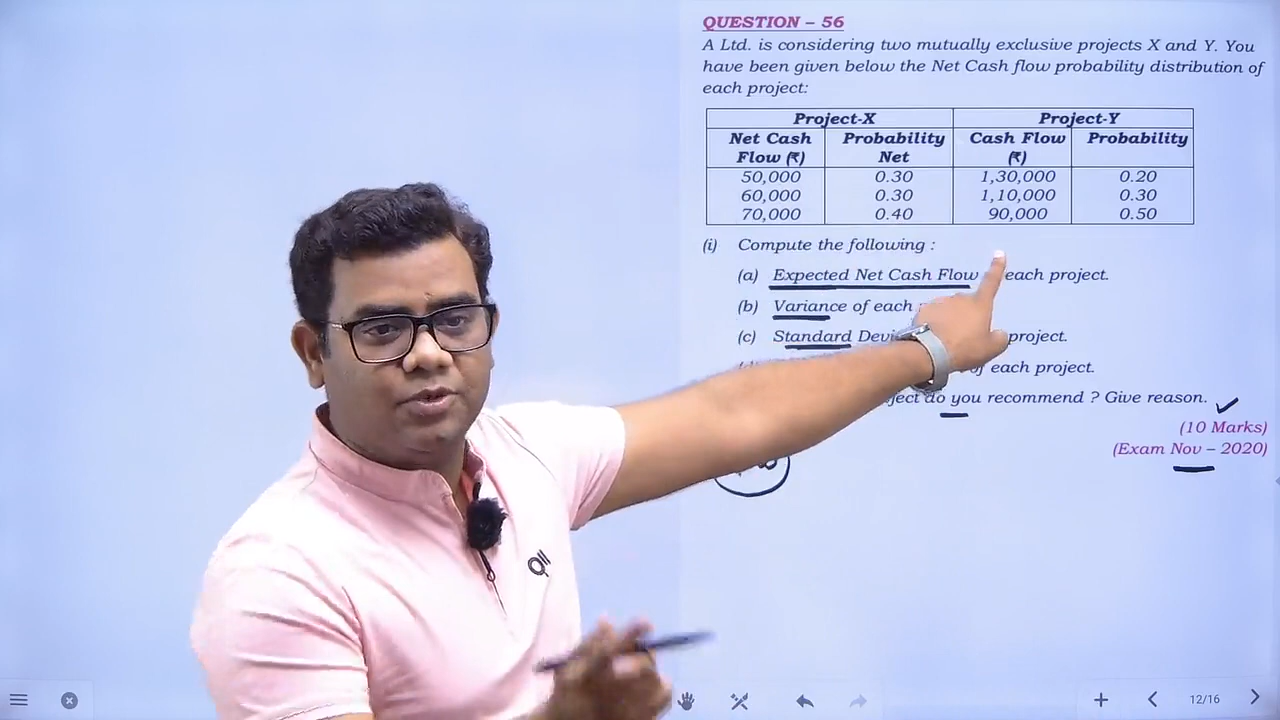 QUESTION – 56
A Ltd. is considering two mutually exclusive projects X and Y. You
have been given below the Net Cash flow probability distribution of
each project:
Project-X Project-Y
Net Cash Flow (₹) Probability Net Cash Flow (₹) Probability
50,000 0.30 1,30,000 0.20
60,000 0.30 1,10,000 0.30
70,000 0.40 90,000 0.50
(i) Compute the following :
(a) Expected Net Cash Flow each project.
(b) Variance of each
(c) Standard project.
of each project.
do you recommend ? Give reason.
(10 Marks)
(Exam Nov – 2020)
12/16